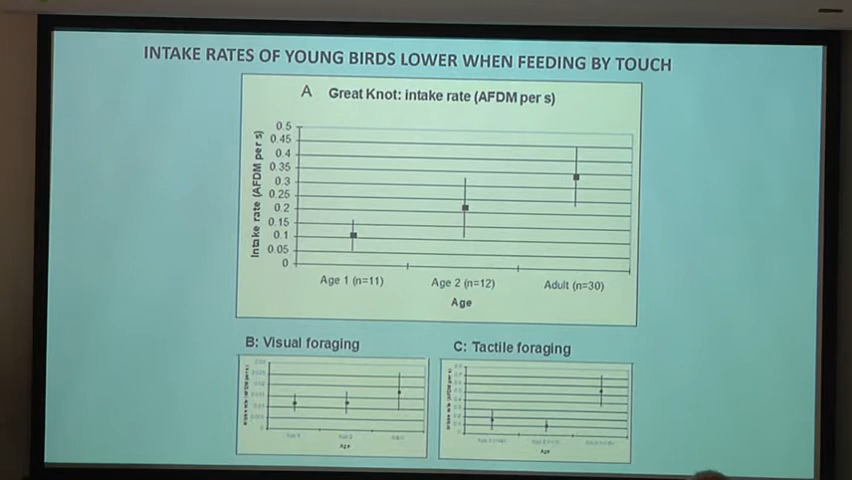 INTAKE RATES OF YOUNG BIRDS LOWER WHEN FEEDING BY TOUCH
A Great Knot: intake rate (AFDM per s)
Intake rate (AFDM per s)
0.5
0.45
0.4
0.35
0.3
0.25
0.2
0.15
0.1
0.05
0
Age 1 (n=11) Age 2 (n=12) Adult (n=30)
Age
B: Visual foraging
Age
C: Tactile foraging
Age